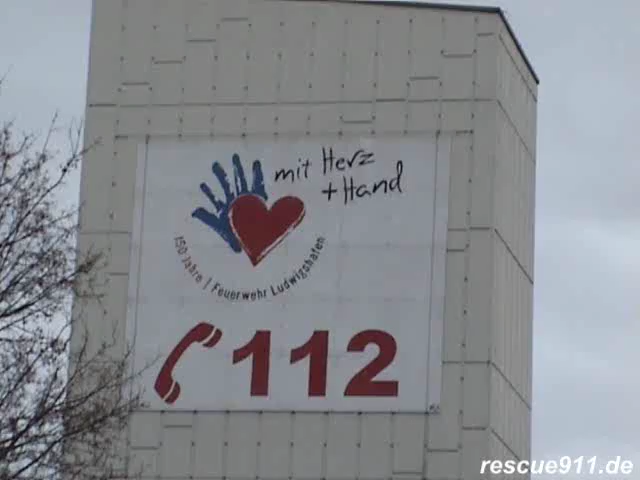 mit Herz
+ Hand
150 Jahre / Feuerwehr Ludwigshafen
112
rescue911.de